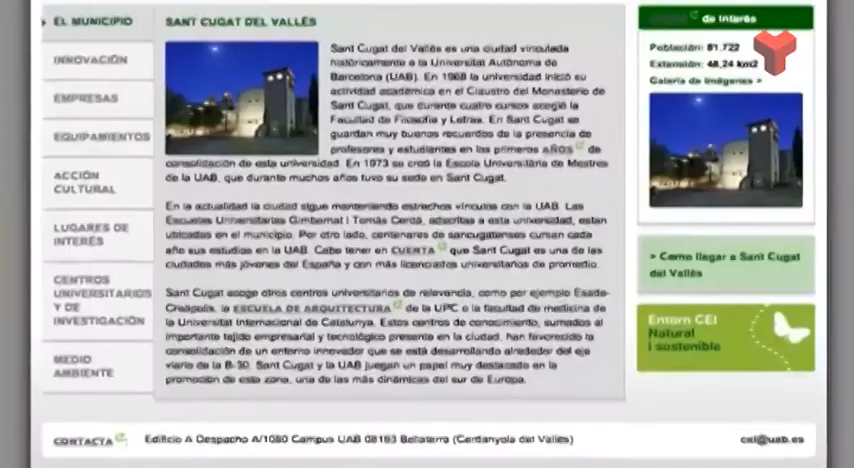 EL MUNICIPIO
INNOVACIÓN
EMPRESAS
EQUIPAMIENTOS
ACCIÓN
CULTURAL
LUGARES DE
INTERÉS
CENTROS
UNIVERSITARIOS
Y DE
INVESTIGACIÓN
MEDIO
AMBIENTE
SANT CUGAT DEL VALLÉS
Sant Cugat del Vallés es una ciudad vinculada
históricamente a la Universitat Autònoma de
Barcelona (UAB). En 1968 la universidad inició su
actividad académica en el Claustro del Monasterio de
Sant Cugat, que durante cuatro cursos acogió la
Facultad de Filosofía y Letras. En Sant Cugat se
guardan muy buenos recuerdos de la presencia de
profesores y estudiantes en los primeros AÑOS de
consolidación de esta universidad. En 1973 se creó la Escuela Universitària de Mestres
de la UAB, que durante muchos años tuvo su sede en Sant Cugat.
En la actualidad la ciudad sigue manteniendo estrechos vínculos con la UAB. Las
Escuelas Universitarias Gimbernat i Tomàs Cerdà, adscritas a esta universidad, estan
ubicadas en el municipio. Por otro lado, centenares de sancugatenses cursan cada
año sus estudios en la UAB. Cabe tener en CUENTA que Sant Cugat es una de las
ciudades más jóvenes del España y con más licenciados universitarios de promedio.
Sant Cugat acoge otros centros universitarios de relevancia, como por ejemplo Esade-
Creàpolis, la ESCUELA DE ARQUITECTURA de la UPC o la facultad de medicina de
la Universitat Internacional de Catalunya. Estos centros de conocimiento, sumados al
importante tejido empresarial y tecnológico presente en la ciudad, han favorecido la
consolidación de un entorno innovador que se está desarrollando alrededor del eje
viario de la B-30. Sant Cugat y la UAB juegan un papel muy destacado en la
promoción de esta zona, una de las más dinámicas del sur de Europa.
de Interés
Población: 81.722
Extensión: 48,24 km2
Galería de imágenes >
> Como llegar a Sant Cugat
del Vallés
Entorn CEI
Natural
i sostenible
CONTACTA Edificio A Despacho A/1080 Campus UAB 08193 Bellaterra (Cerdanyola del Vallès) cei@uab.es